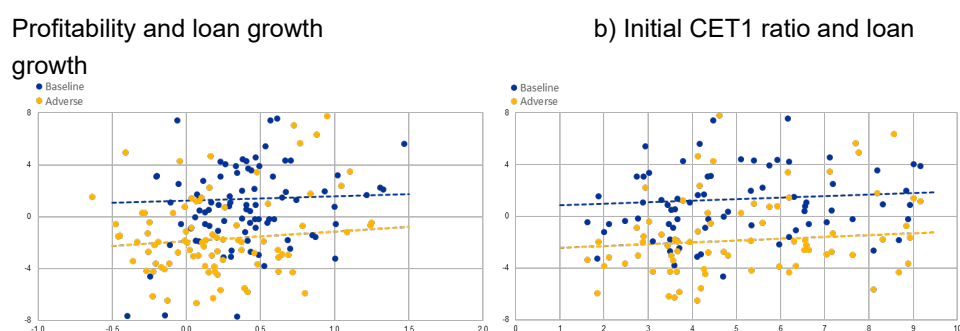 Profitability and loan growth
growth
b) Initial CET1 ratio and loan
Baseline
Adverse
8
4
0
-4
-8
-1.0 -0.5 0.0 0.5 1.0 1.5 2.0
Baseline
Adverse
8
4
0
-4
-8
0 1 2 3 4 5 6 7 8 9 10